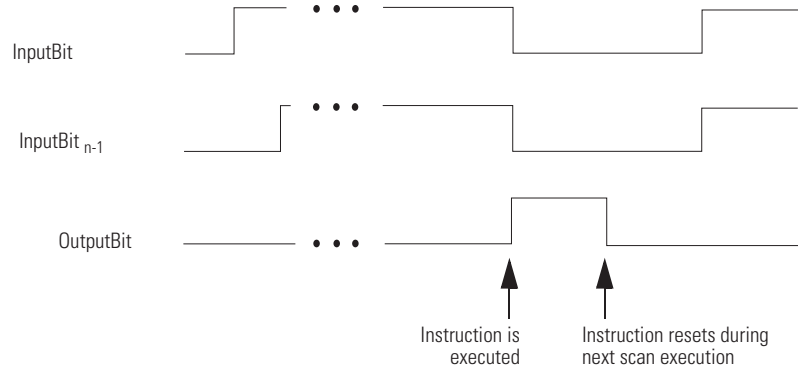 InputBit
InputBit n-1
OutputBit
Instruction is
executed
Instruction resets during
next scan execution